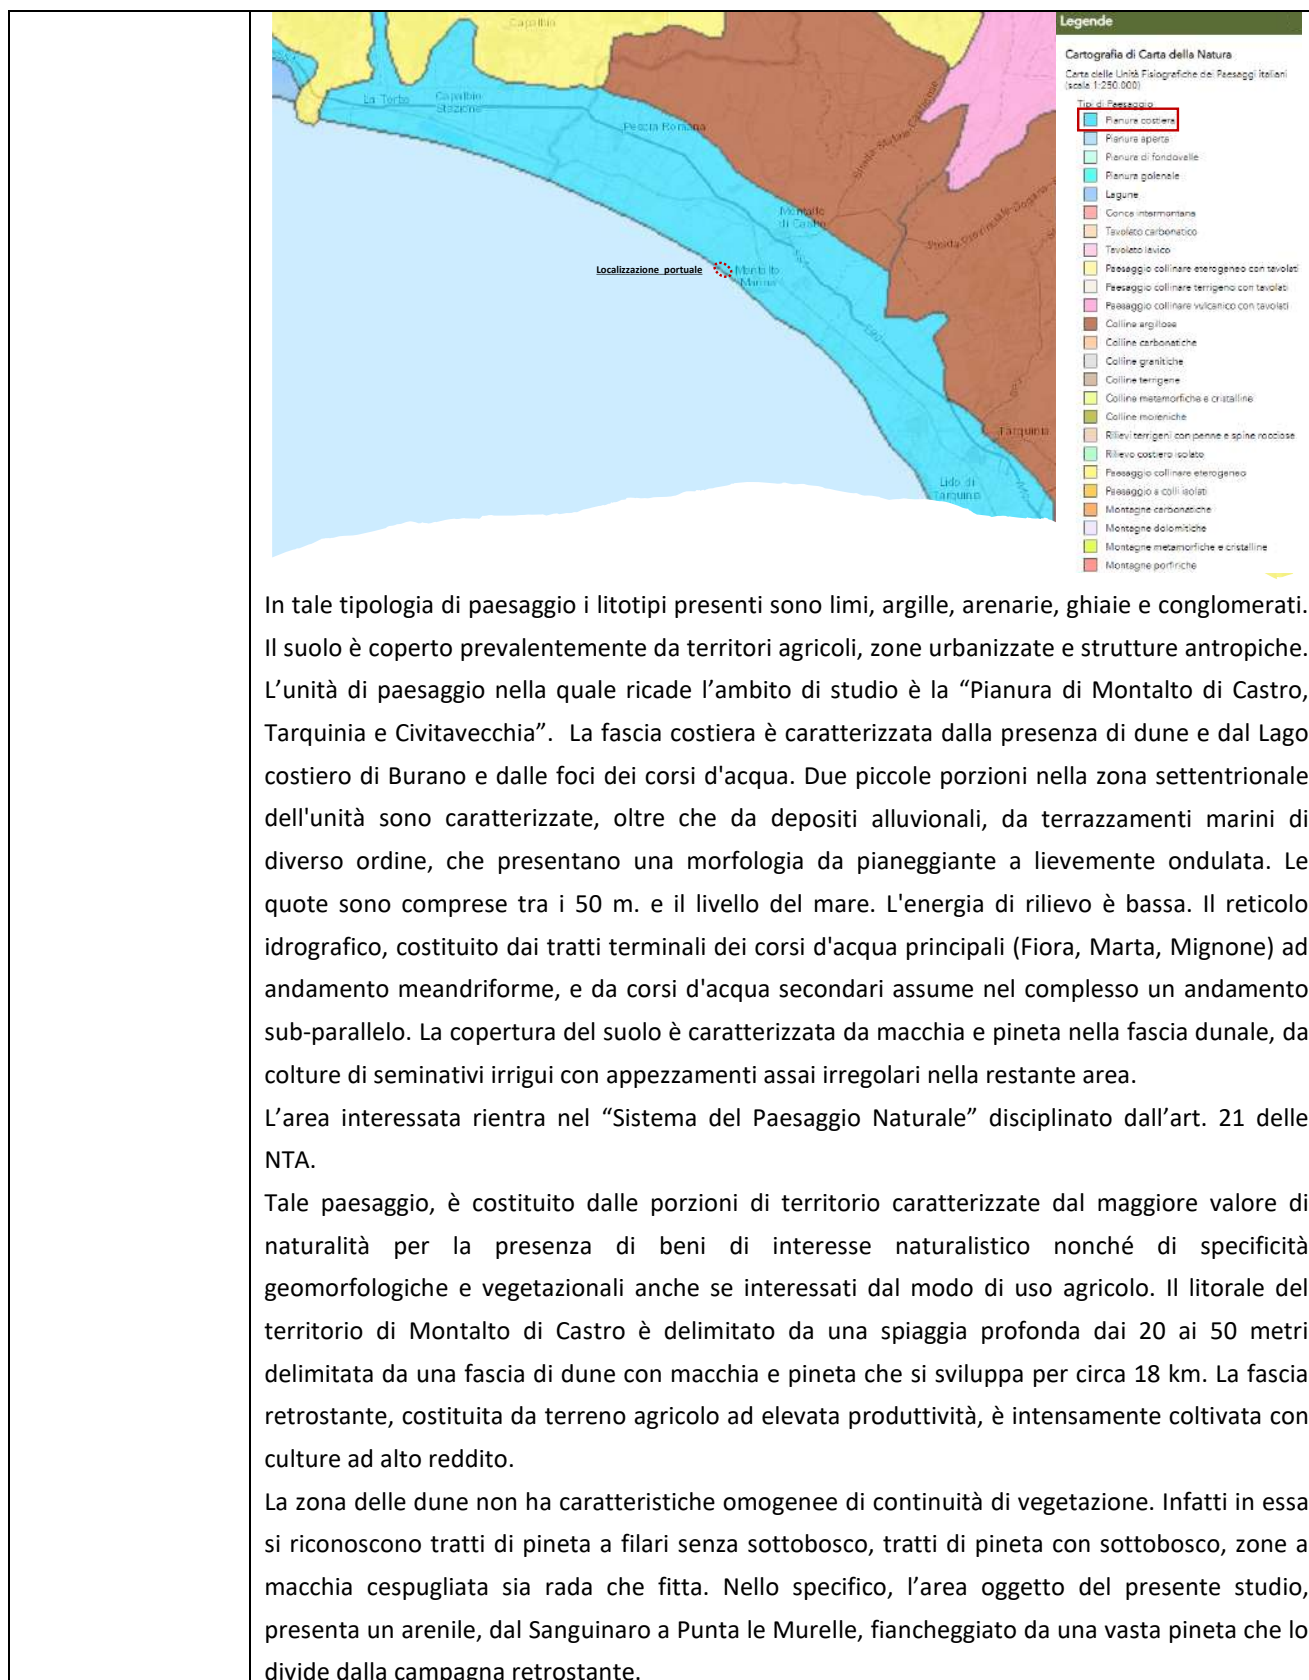 Capalbio
La Torba
Capalbio
Stazione
Pescia Romana
Montalto
di Castro
Localizzazione portuale
Montalto
Marina
Tarquinia
Lido di
Tarquinia
Legende
Cartografia di Carta della Natura
Carta delle Unità Fisiografiche dei Paesaggi Italiani
(scala 1:250.000)
Tipi di Paesaggio
Pianura costiera
Pianura aperta
Pianura di fondovalle
Pianura golenale
Lagune
Conca intermontana
Tavolato carbonatico
Tavolato lavico
Paesaggio collinare eterogeneo con tavolati
Paesaggio collinare terrigeno con tavolati
Paesaggio collinare vulcanico con tavolati
Colline argillose
Colline carbonatiche
Colline granitiche
Colline terrigene
Colline metamorfiche e cristalline
Colline moreniche
Rilievi terrigeni con penne e spine rocciose
Rilievo costiero isolato
Paesaggio collinare eterogeneo
Paesaggio a colli isolati
Montagne carbonatiche
Montagne dolomitiche
Montagne metamorfiche e cristalline
Montagne porfiriche
In tale tipologia di paesaggio i litotipi presenti sono limi, argille, arenarie, ghiaie e conglomerati.
Il suolo è coperto prevalentemente da territori agricoli, zone urbanizzate e strutture antropiche.
L’unità di paesaggio nella quale ricade l’ambito di studio è la “Pianura di Montalto di Castro,
Tarquinia e Civitavecchia”. La fascia costiera è caratterizzata dalla presenza di dune e dal Lago
costiero di Burano e dalle foci dei corsi d'acqua. Due piccole porzioni nella zona settentrionale
dell'unità sono caratterizzate, oltre che da depositi alluvionali, da terrazzamenti marini di
diverso ordine, che presentano una morfologia da pianeggiante a lievemente ondulata. Le
quote sono comprese tra i 50 m. e il livello del mare. L'energia di rilievo è bassa. Il reticolo
idrografico, costituito dai tratti terminali dei corsi d'acqua principali (Fiora, Marta, Mignone) ad
andamento meandriforme, e da corsi d'acqua secondari assume nel complesso un andamento
sub-parallelo. La copertura del suolo è caratterizzata da macchia e pineta nella fascia dunale, da
colture di seminativi irrigui con appezzamenti assai irregolari nella restante area.
L’area interessata rientra nel “Sistema del Paesaggio Naturale” disciplinato dall’art. 21 delle
NTA.
Tale paesaggio, è costituito dalle porzioni di territorio caratterizzate dal maggiore valore di
naturalità per la presenza di beni di interesse naturalistico nonché di specificità
geomorfologiche e vegetazionali anche se interessati dal modo di uso agricolo. Il litorale del
territorio di Montalto di Castro è delimitato da una spiaggia profonda dai 20 ai 50 metri
delimitata da una fascia di dune con macchia e pineta che si sviluppa per circa 18 km. La fascia
retrostante, costituita da terreno agricolo ad elevata produttività, è intensamente coltivata con
culture ad alto reddito.
La zona delle dune non ha caratteristiche omogenee di continuità di vegetazione. Infatti in essa
si riconoscono tratti di pineta a filari senza sottobosco, tratti di pineta con sottobosco, zone a
macchia cespugliata sia rada che fitta. Nello specifico, l’area oggetto del presente studio,
presenta un arenile, dal Sanguinaro a Punta le Murelle, fiancheggiato da una vasta pineta che lo
divide dalla campagna retrostante.